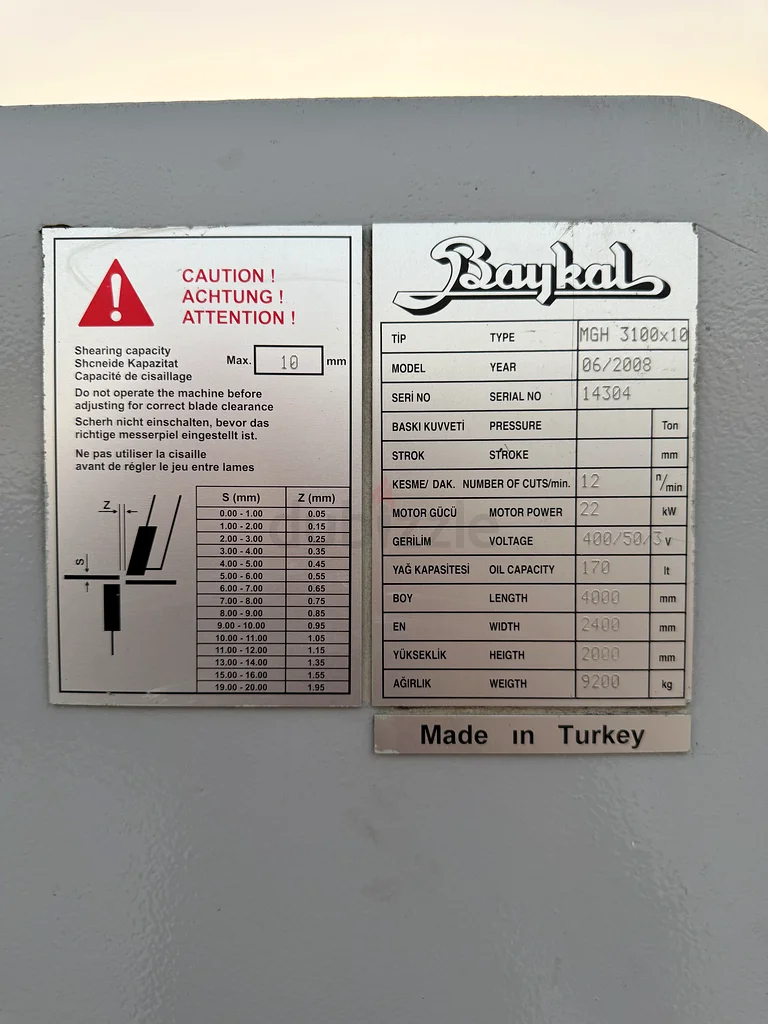 CAUTION !
ACHTUNG !
ATTENTION !
Shearing capacity
Shcneide Kapazitat
Capacité de cisaillage
Max. 10 mm
Do not operate the machine before
adjusting for correct blade clearance
Scherh nicht einschalten, bevor das
richtige messerpiel eingestellt ist.
Ne pas utiliser la cisaille
avant de régler le jeu entre lames
Z
S
S (mm) Z (mm)
0.00 - 1.00 0.05
1.00 - 2.00 0.15
2.00 - 3.00 0.25
3.00 - 4.00 0.35
4.00 - 5.00 0.45
5.00 - 6.00 0.55
6.00 - 7.00 0.65
7.00 - 8.00 0.75
8.00 - 9.00 0.85
9.00 - 10.00 0.95
10.00 - 11.00 1.05
11.00 - 12.00 1.15
13.00 - 14.00 1.35
15.00 - 16.00 1.55
19.00 - 20.00 1.95
Baykal
TİP TYPE MGH 3100x10
MODEL YEAR 06/2008
SERİ NO SERIAL NO 14304
BASKI KUVVETİ PRESSURE Ton
STROK STROKE mm
KESME/ DAK. NUMBER OF CUTS/min. 12 n/min
MOTOR GÜCÜ MOTOR POWER 22 kW
GERİLİM VOLTAGE 400/50/3 V
YAĞ KAPASİTESİ OIL CAPACITY 170 lt
BOY LENGTH 4000 mm
EN WIDTH 2400 mm
YÜKSEKLİK HEIGTH 2000 mm
AĞIRLIK WEIGTH 9200 kg
Made ın Turkey
dubizzle